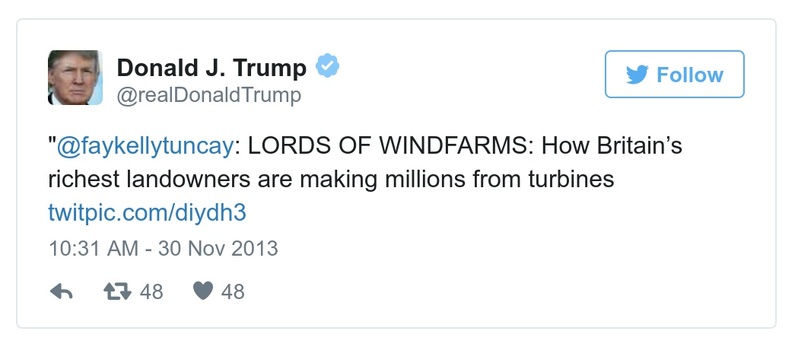 Donald J. Trump
@realDonaldTrump
Follow
"@faykellytuncay: LORDS OF WINDFARMS: How Britain’s
richest landowners are making millions from turbines
twitpic.com/diydh3
10:31 AM - 30 Nov 2013
48 48